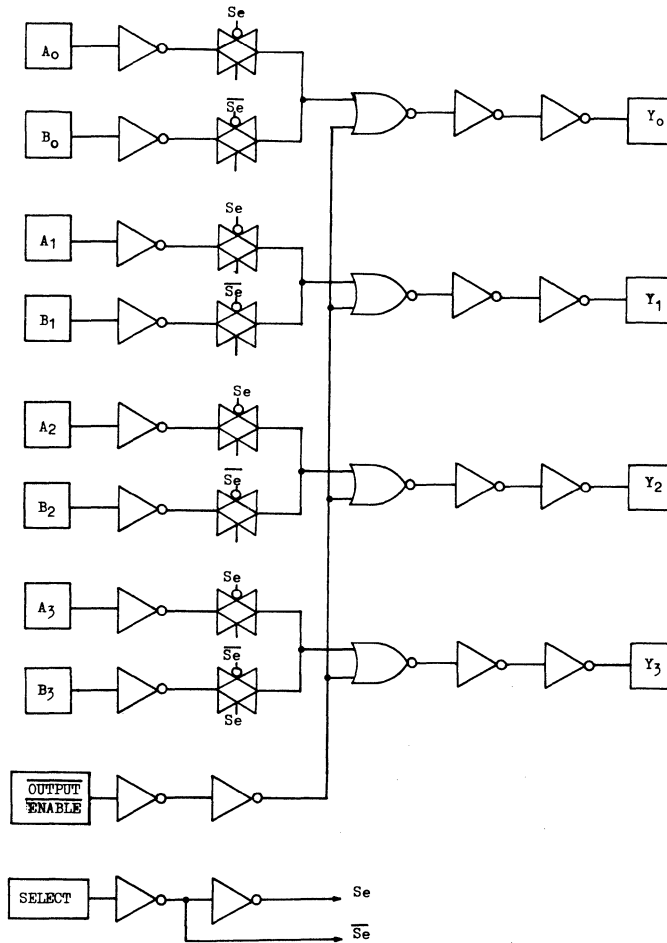 Se
A0
Se
B0
Y0
Se
A1
Se
B1
Y1
Se
A2
Se
B2
Y2
Se
A3
Se
B3
Se
Y3
OUTPUT
ENABLE
SELECT
Se
Se